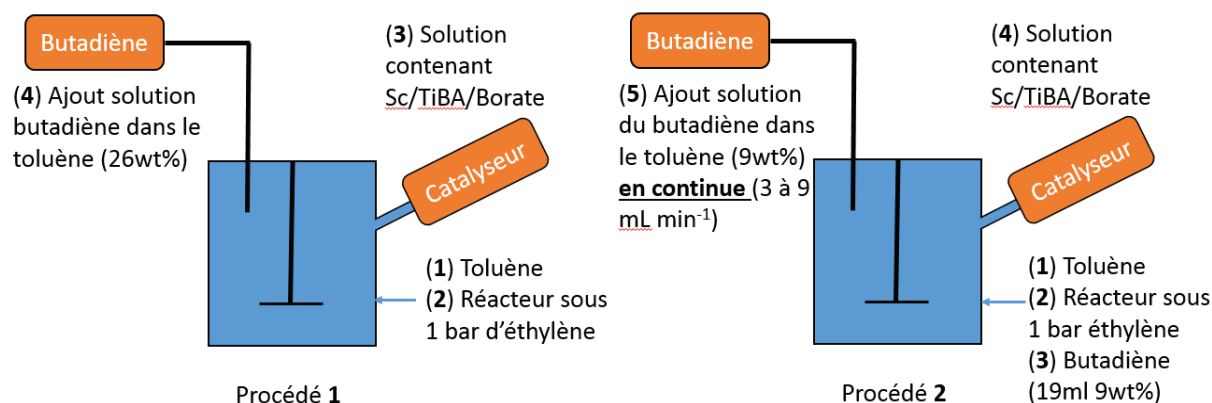 Butadiène
(4) Ajout solution
butadiène dans le
toluène (26wt%)
(3) Solution
contenant
Sc/TiBA/Borate
Catalyseur
(1) Toluène
(2) Réacteur sous
1 bar d’éthylène
Procédé 1
Butadiène
(5) Ajout solution
du butadiène dans
le toluène (9wt%)
en continue (3 à 9
mL min-1)
(4) Solution
contenant
Sc/TiBA/Borate
Catalyseur
(1) Toluène
(2) Réacteur sous
1 bar éthylène
(3) Butadiène
(19ml 9wt%)
Procédé 2